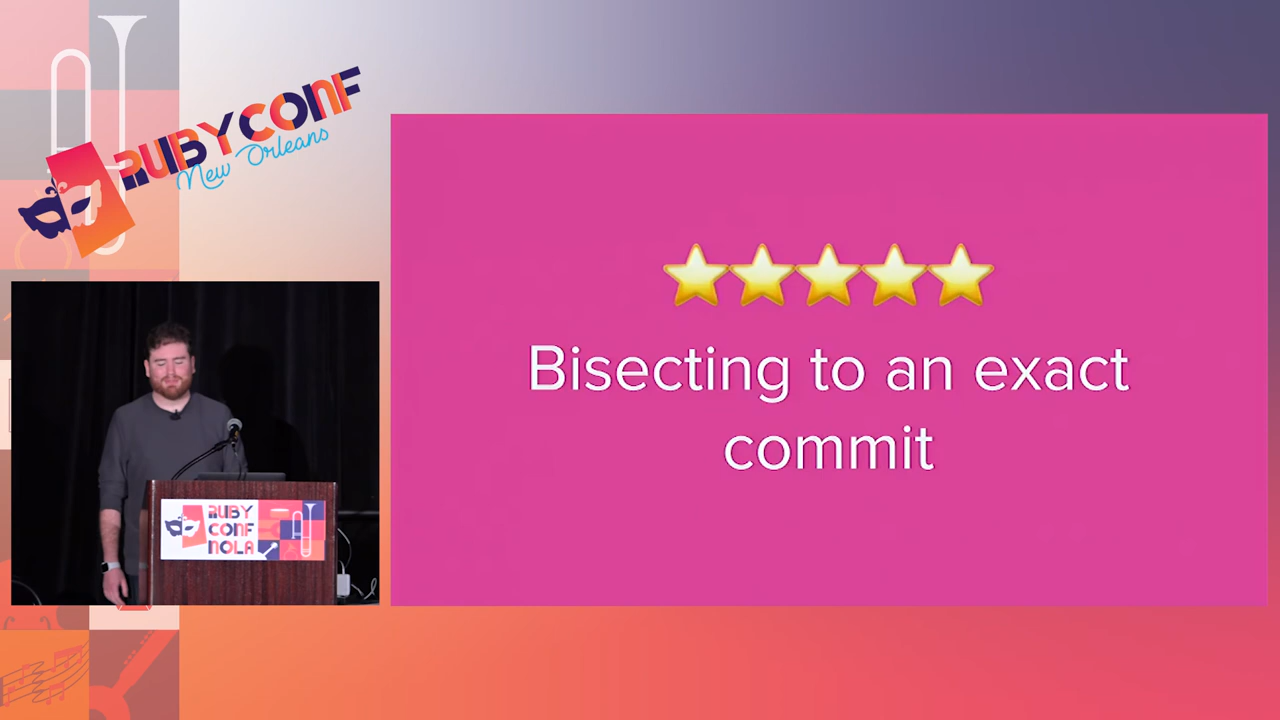 RUBYCONF
New Orleans
Bisecting to an exact
commit
RUBY
CONF
NOLA